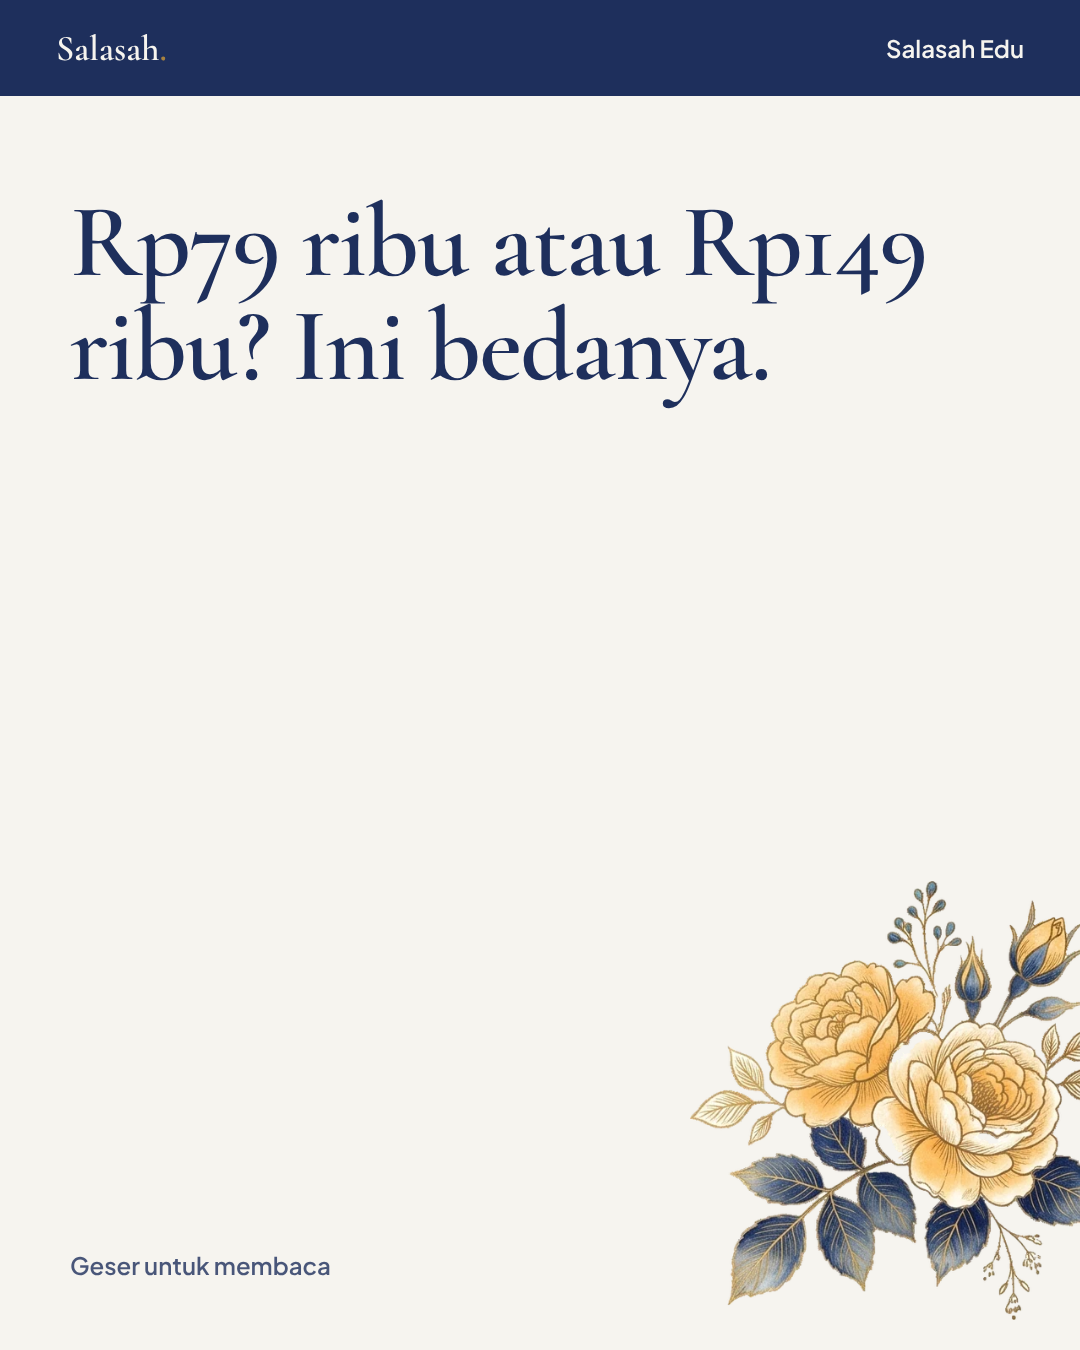 Salasah.
Salasah Edu
Rp79 ribu atau Rp149
ribu? Ini bedanya.
Geser untuk membaca